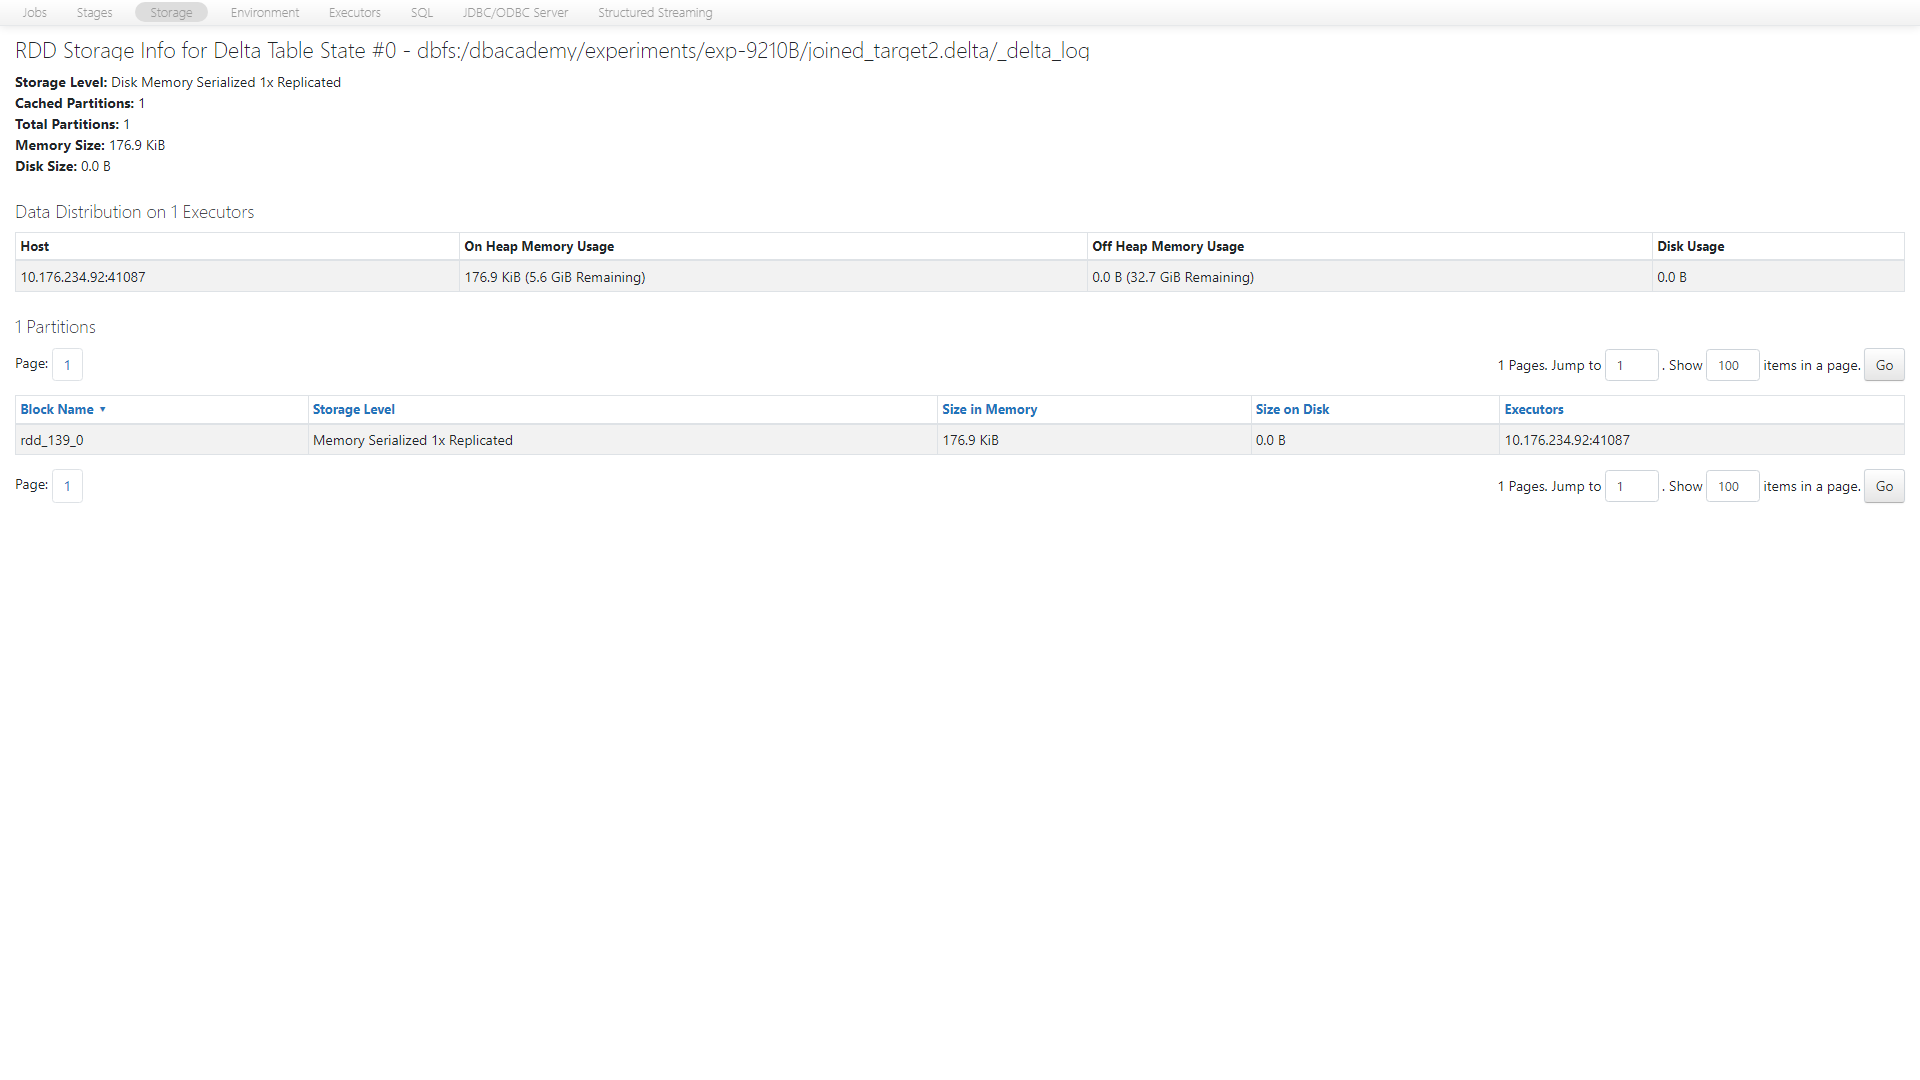 Jobs Stages Storage Environment Executors SQL JDBC/ODBC Server Structured Streaming
RDD Storage Info for Delta Table State #0 - dbfs:/dbacademy/experiments/exp-9210B/joined_target2.delta/_delta_log
Storage Level: Disk Memory Serialized 1x Replicated
Cached Partitions: 1
Total Partitions: 1
Memory Size: 176.9 KiB
Disk Size: 0.0 B
Data Distribution on 1 Executors
Host On Heap Memory Usage Off Heap Memory Usage Disk Usage
10.176.234.92:41087 176.9 KiB (5.6 GiB Remaining) 0.0 B (32.7 GiB Remaining) 0.0 B
1 Partitions
Page: 1 1 Pages. Jump to 1 . Show 100 items in a page. Go
Block Name ▾ Storage Level Size in Memory Size on Disk Executors
rdd_139_0 Memory Serialized 1x Replicated 176.9 KiB 0.0 B 10.176.234.92:41087
Page: 1 1 Pages. Jump to 1 . Show 100 items in a page. Go